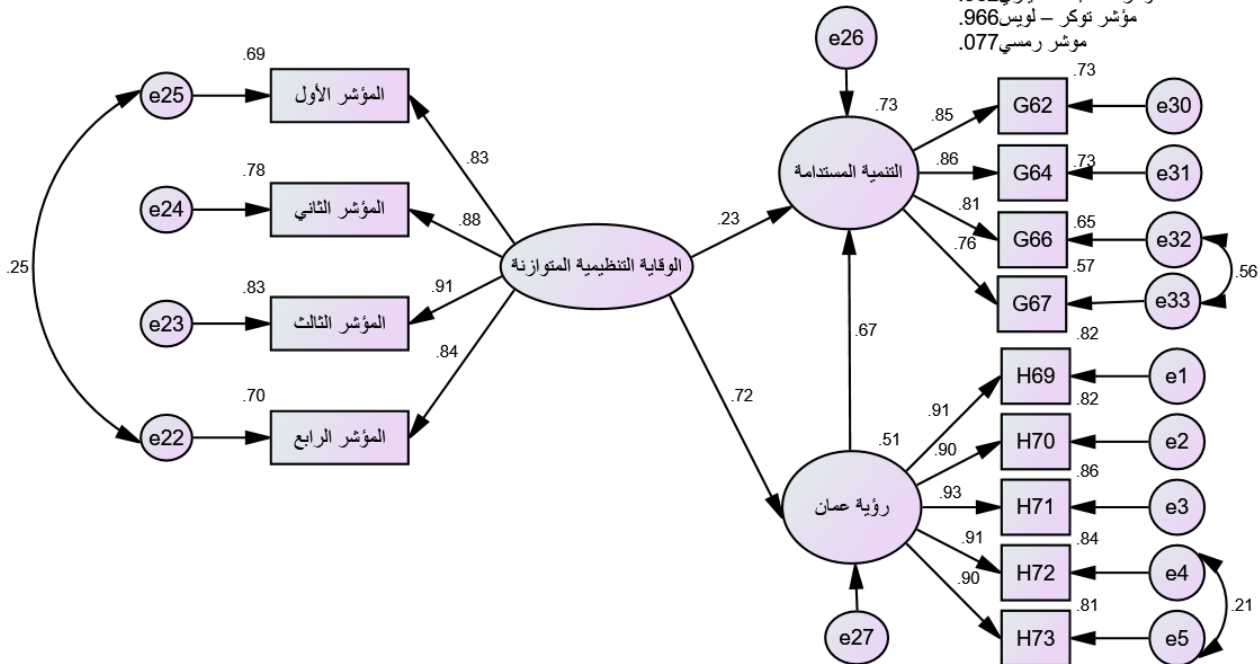 مؤشر توكر – لويس966.
موشر رمسي077.
e26
.69
e25
المؤشر الأول
.73
.73
G62
e30
.85
.83
التنمية المستدامة
.86
G64
.73
e31
.78
e24
المؤشر الثاني
.88
.23
.81
G66
.65
e32
.76
.57
.56
الوقاية التنظيمية المتوازنة
.25
.91
G67
e33
.83
e23
المؤشر الثالث
.67
.82
.84
H69
e1
.72
.91
.82
.70
e22
المؤشر الرابع
.51
.90
H70
e2
.86
رؤية عمان
.93
H71
e3
.91
.84
H72
e4
.90
.81
.21
e27
H73
e5